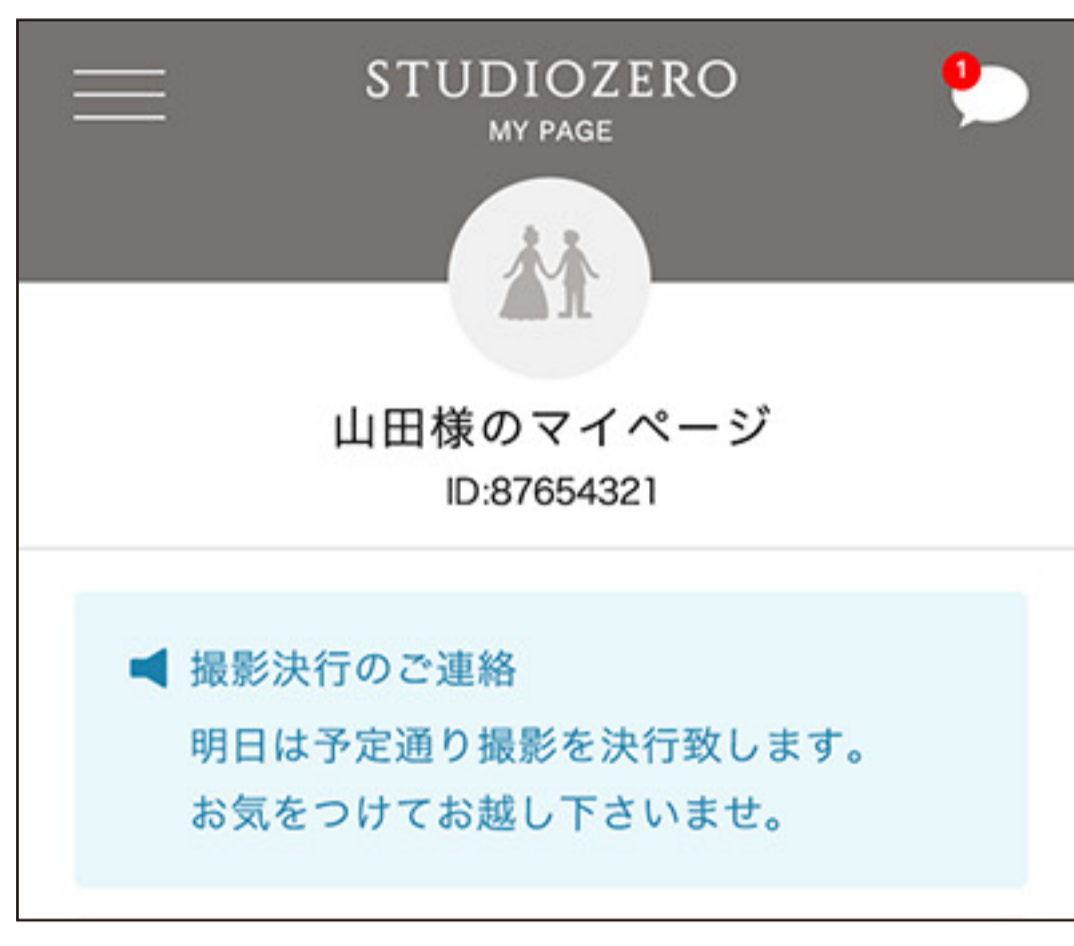 STUDIOZERO
1
MY PAGE
山田様のマイページ
ID:87654321
撮影決行のご連絡
明日は予定通り撮影を決行致します。
お気をつけてお越し下さいませ。